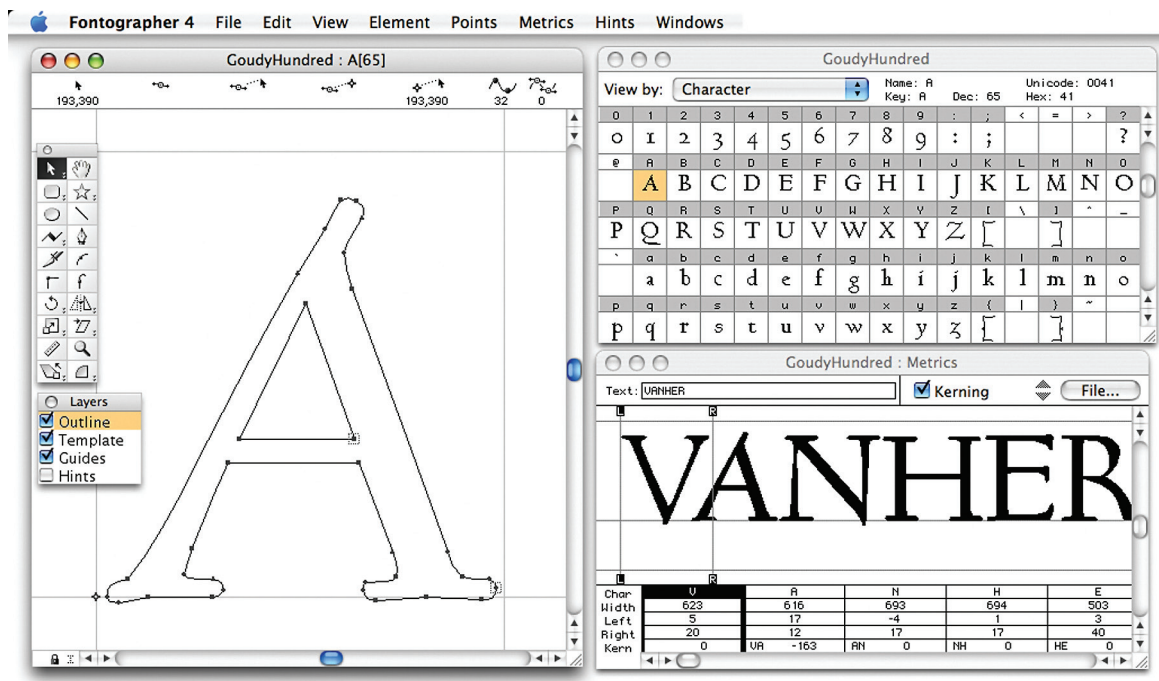 Fontographer 4 File Edit View Element Points Metrics Hints Windows
GoudyHundred : A[65]
193,390 193,390 32 0
Layers
Outline
Template
Guides
Hints
GoudyHundred
View by: Character Name: A Unicode: 0041
Key: A Dec: 65 Hex: 41
0 1 2 3 4 5 6 7 8 9 : ; < = > ?
0 1 2 3 4 5 6 7 8 9 : ; ?
@ A B C D E F G H I J K L M N O
A B C D E F G H I J K L M N O
P Q R S T U V W X Y Z [ \ ] ^ _
P Q R S T U V W X Y Z [ ]
` a b c d e f g h i j k l m n o
a b c d e f g h i j k l m n o
p q r s t u v w x y z { | } ~
p q r s t u v w x y z { }
GoudyHundred : Metrics
Text: VANHER Kerning File...
L R
VANHER
L R
Char V A N H E
Width 623 616 693 694 503
Left 5 17 -4 1 3
Right 20 12 17 17 40
Kern 0 VA -163 AN 0 NH 0 HE 0